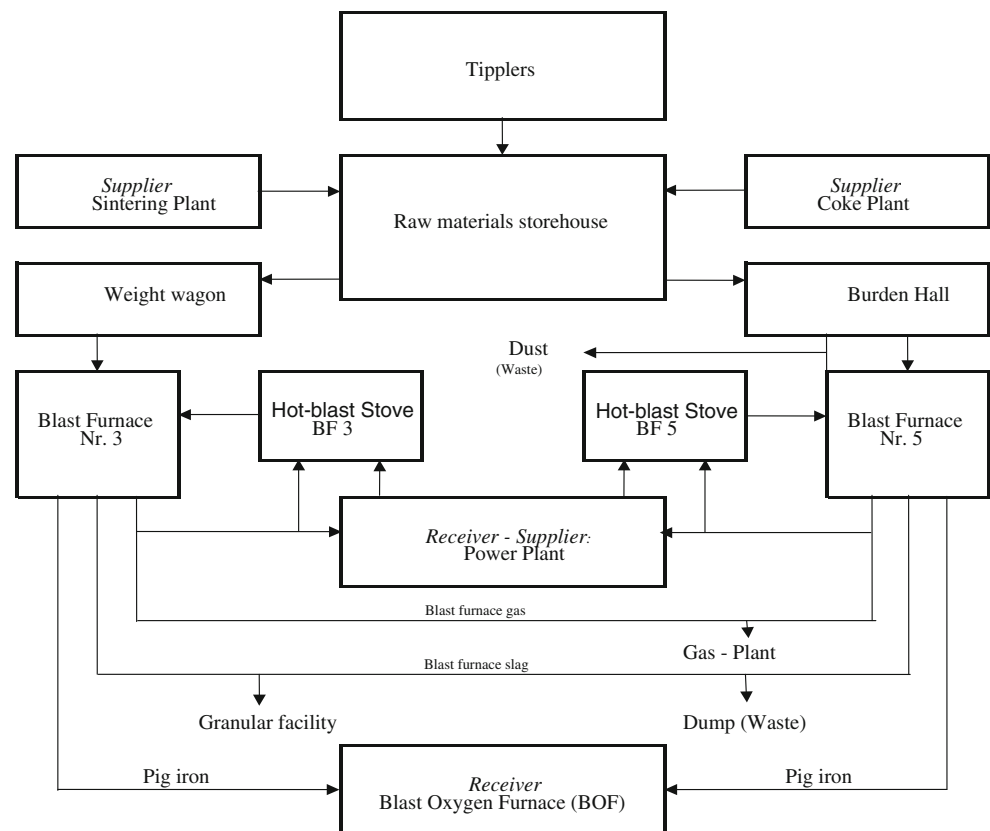 Tipplers
Supplier
Sintering Plant
Raw materials storehouse
Supplier
Coke Plant
Weight wagon
Burden Hall
Dust
(Waste)
Blast Furnace
Nr. 3
Hot-blast Stove
BF 3
Hot-blast Stove
BF 5
Blast Furnace
Nr. 5
Receiver - Supplier:
Power Plant
Blast furnace gas
Gas - Plant
Blast furnace slag
Granular facility
Dump (Waste)
Pig iron
Receiver
Blast Oxygen Furnace (BOF)
Pig iron